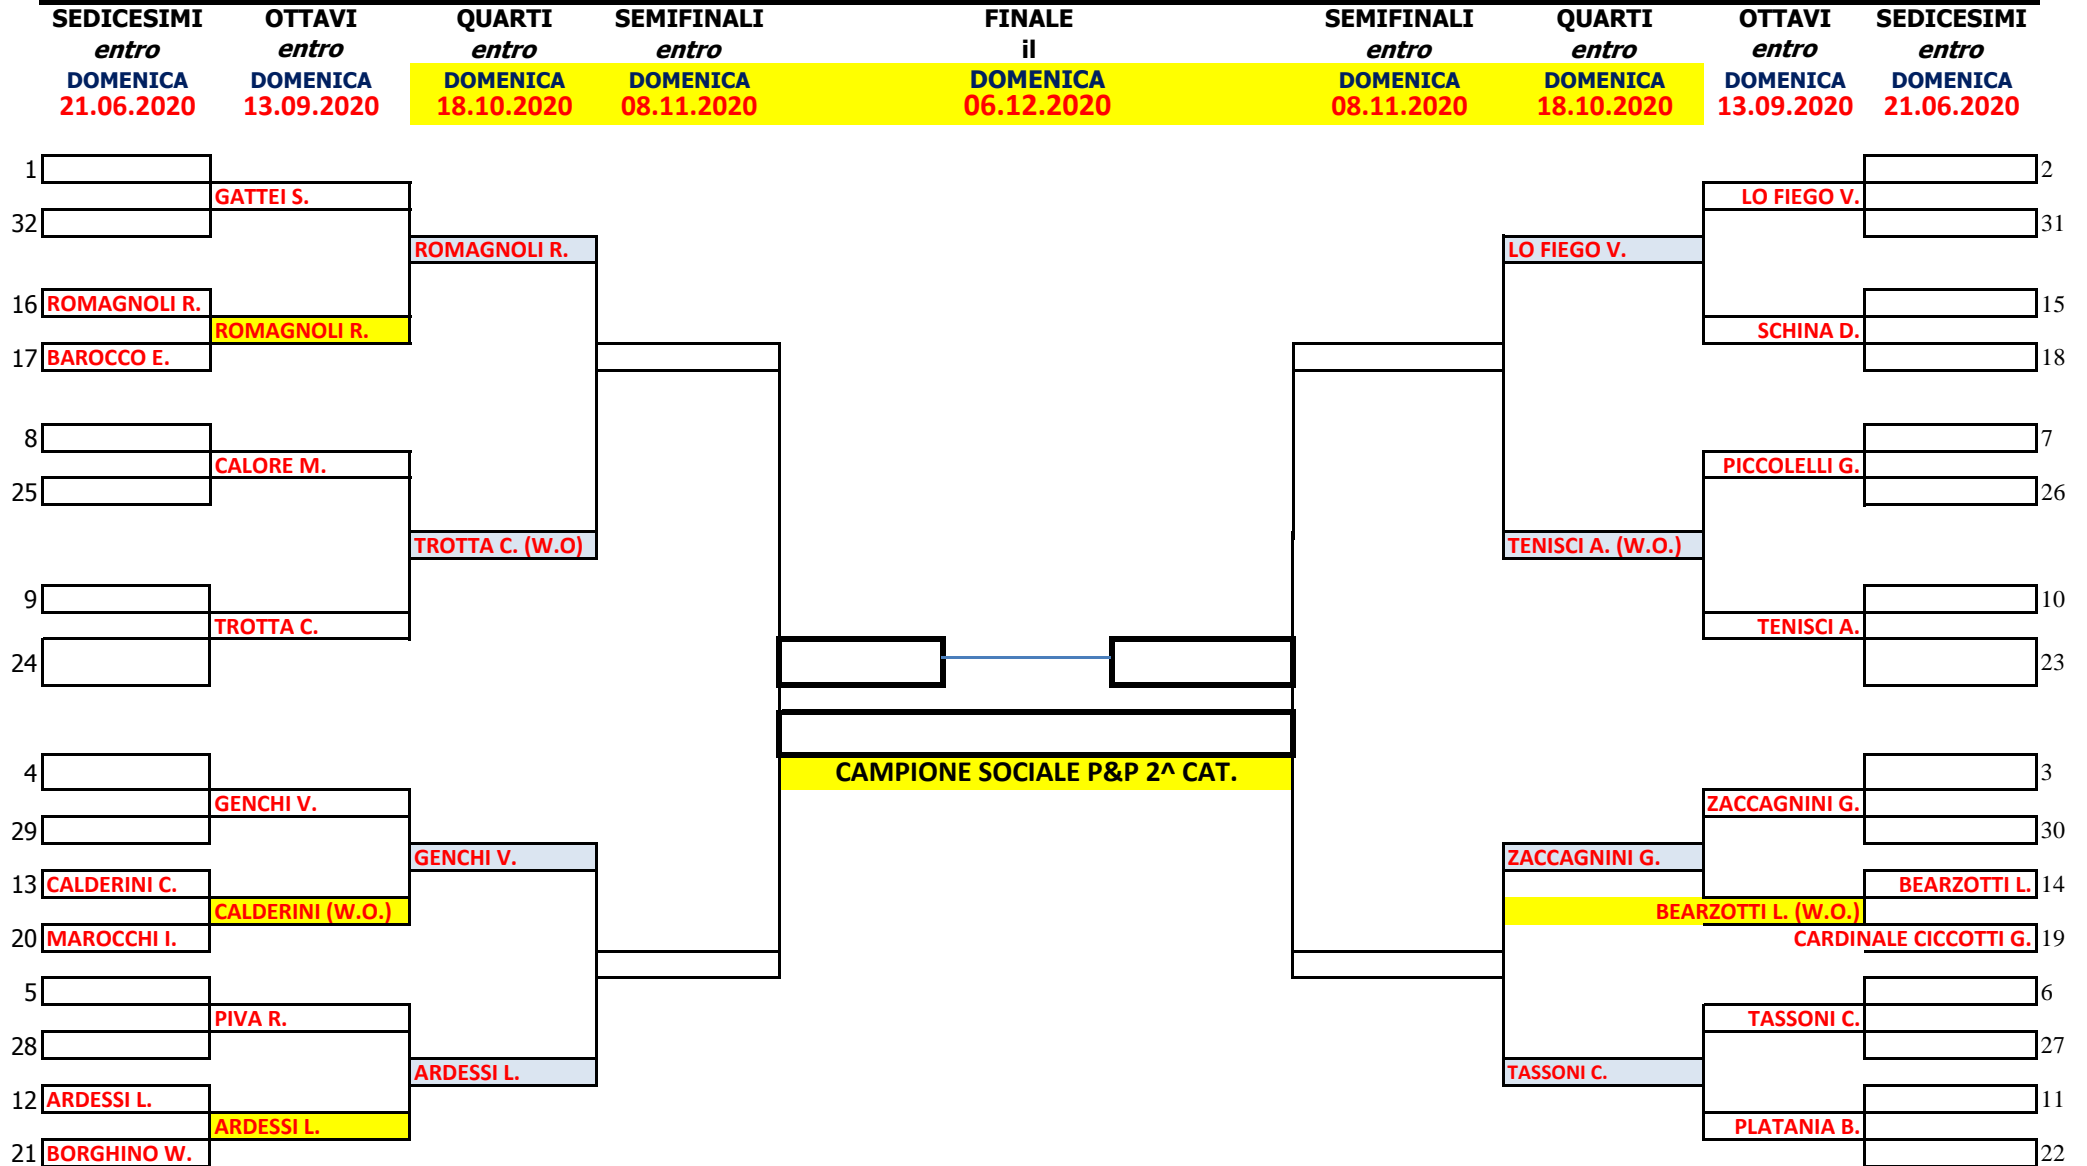 SEDICESIMI OTTAVI QUARTI SEMIFINALI FINALE SEMIFINALI QUARTI OTTAVI SEDICESIMI
entro entro entro entro il entro entro entro entro
DOMENICA DOMENICA DOMENICA DOMENICA DOMENICA DOMENICA DOMENICA DOMENICA DOMENICA
21.06.2020 13.09.2020 18.10.2020 08.11.2020 06.12.2020 08.11.2020 18.10.2020 13.09.2020 21.06.2020
1 2
GATTEI S. LO FIEGO V.
32 31
ROMAGNOLI R. LO FIEGO V.
16 ROMAGNOLI R. 15
ROMAGNOLI R. SCHINA D.
17 BAROCCO E. 18
8 7
CALORE M. PICCOLELLI G.
25 26
TROTTA C. (W.O) TENISCI A. (W.O.)
9 10
TROTTA C. TENISCI A.
24 23
4 CAMPIONE SOCIALE P&P 2^ CAT. 3
GENCHI V. ZACCAGNINI G.
29 30
GENCHI V. ZACCAGNINI G.
13 CALDERINI C. BEARZOTTI L. 14
CALDERINI (W.O.) BEARZOTTI L. (W.O.)
20 MAROCCHI I. CARDINALE CICCOTTI G. 19
5 6
PIVA R. TASSONI C.
28 27
ARDESSI L. TASSONI C.
12 ARDESSI L. 11
ARDESSI L. PLATANIA B.
21 BORGHINO W. 22